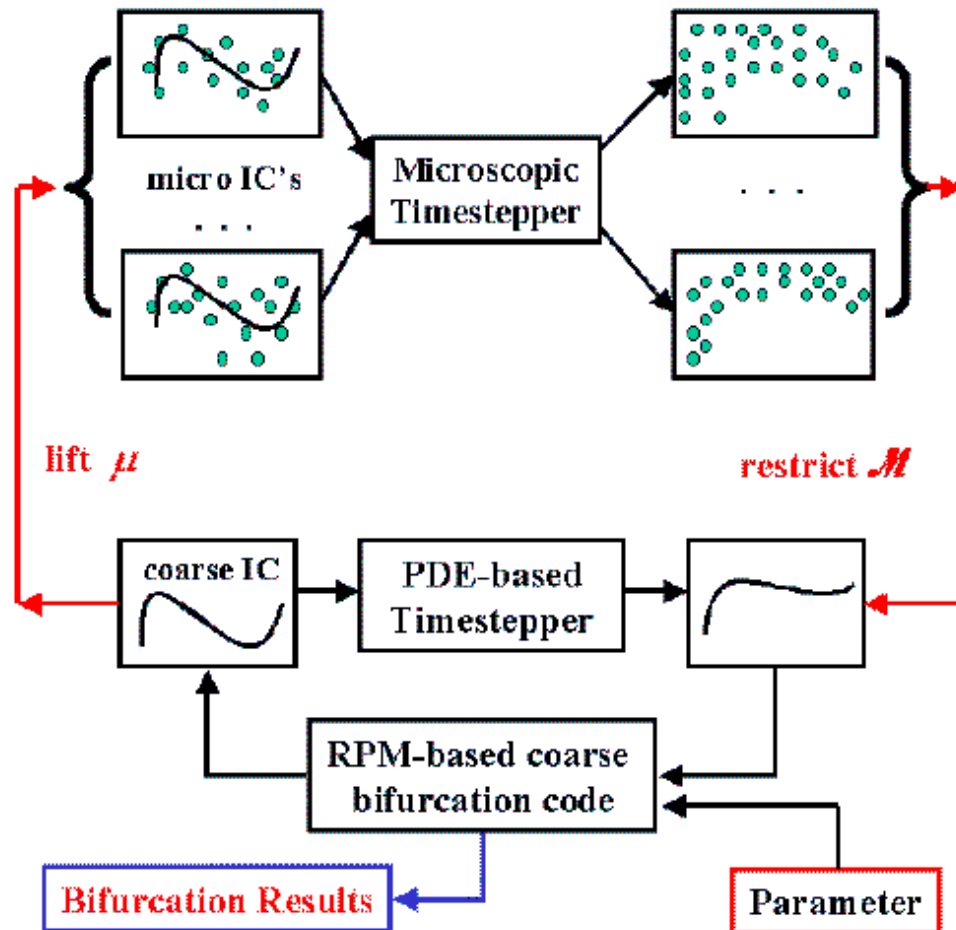 micro IC's
. . .
Microscopic
Timestepper
. . .
lift μ
restrict ℳ
coarse IC
PDE-based
Timestepper
RPM-based coarse
bifurcation code
Bifurcation Results
Parameter